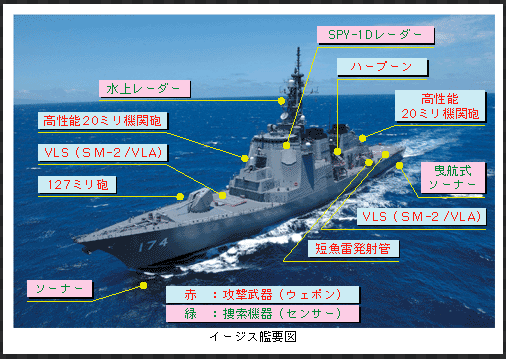 SPY-1Dレーダー
ハープーン
水上レーダー
高性能
20ミリ機関砲
高性能20ミリ機関砲
VLS(SM-2/VLA)
曳航式
ソーナー
127ミリ砲
VLS(SM-2/VLA)
174
短魚雷発射管
ソーナー
赤 :攻撃武器(ウェポン)
緑 :捜索機器(センサー)
イージス艦要図